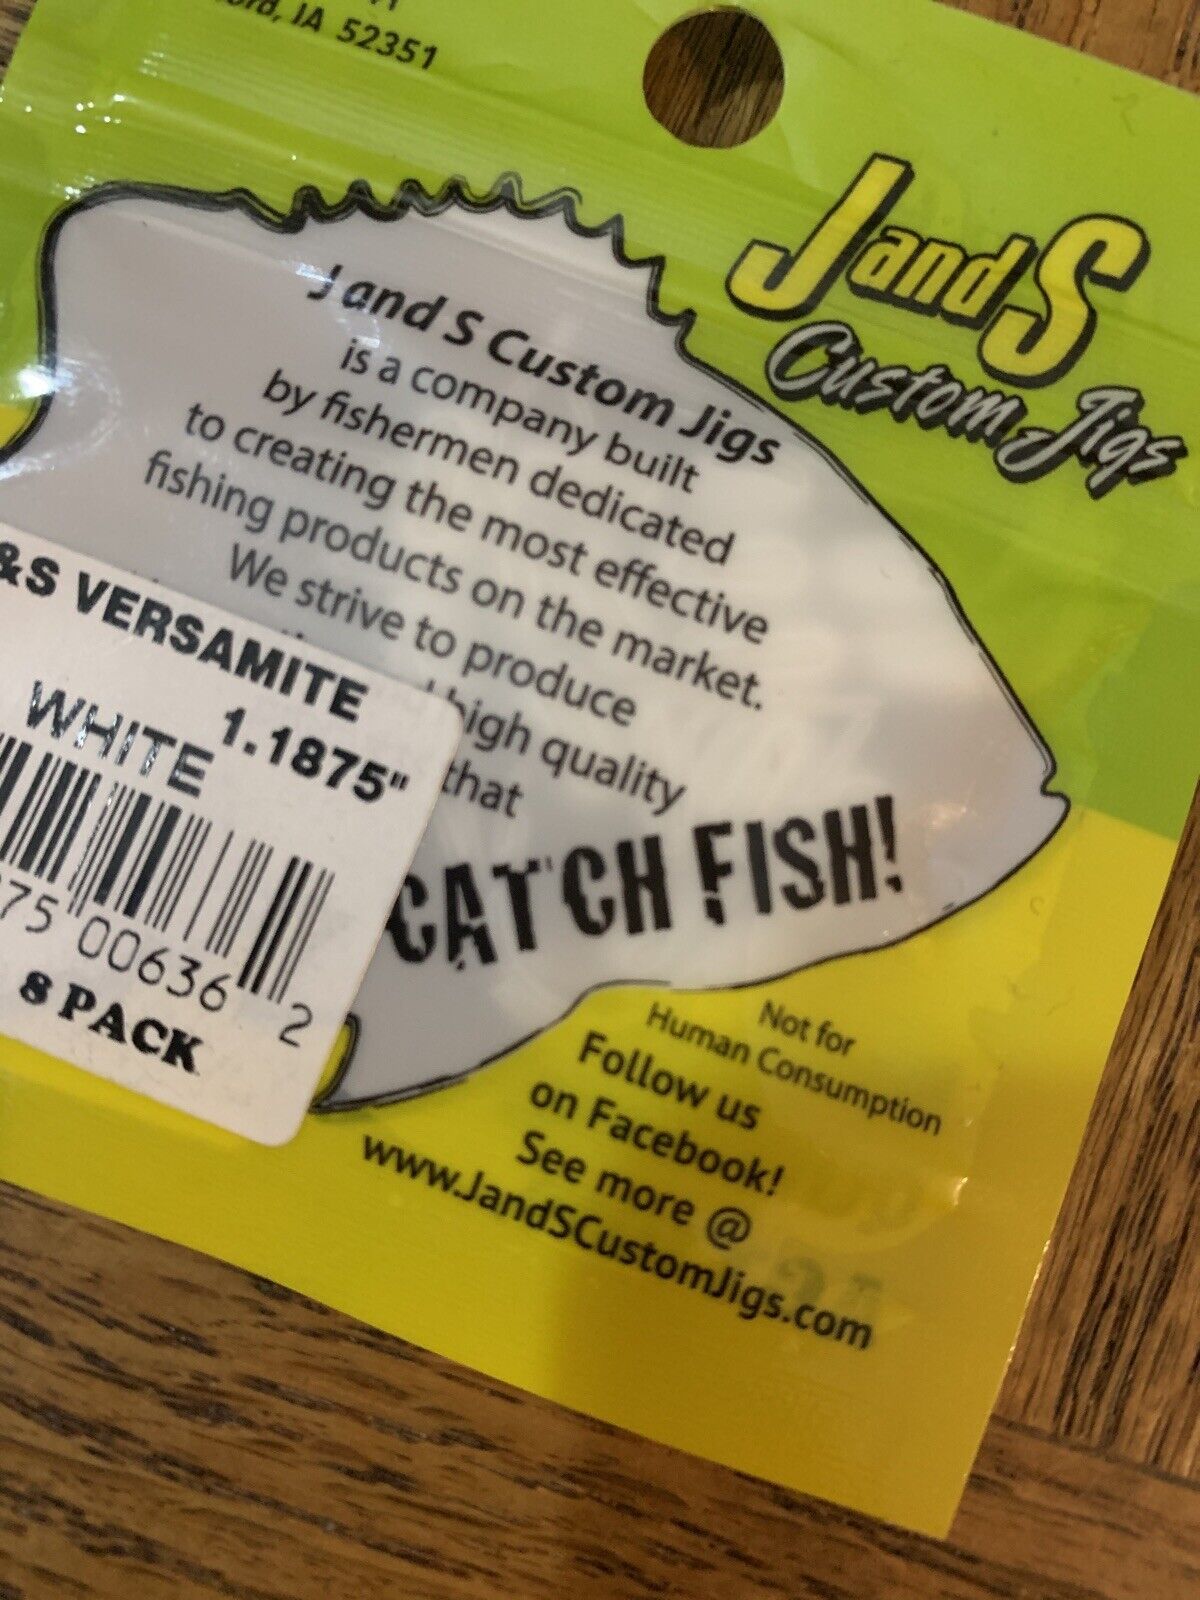 IA 52351
J and S
Custom Jigs
J and S Custom Jigs
is a company built
by fishermen dedicated
to creating the most effective
fishing products on the market.
We strive to produce
high quality
that
CATCH FISH!
&S VERSAMITE
1.1875"
WHITE
75 00636 2
8 PACK
Not for
Human Consumption
Follow us
on Facebook!
See more @
www.JandSCustomJigs.com